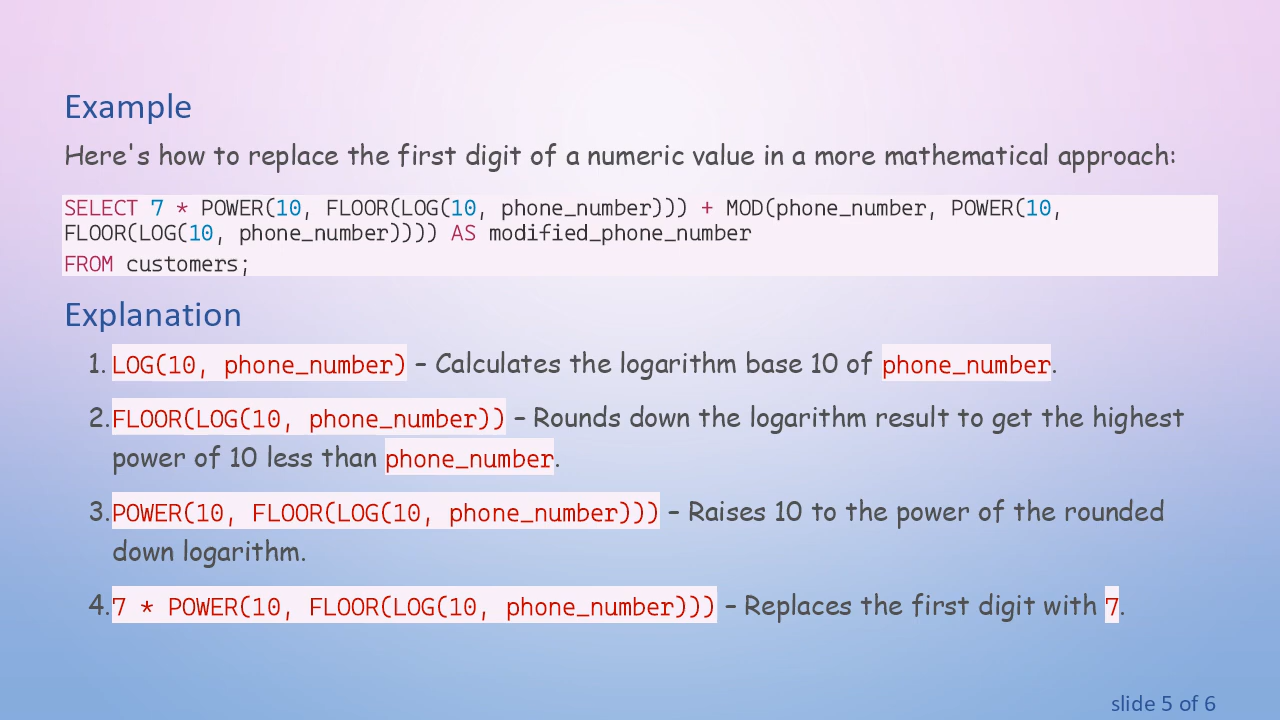 Example
Here's how to replace the first digit of a numeric value in a more mathematical approach:
SELECT 7 * POWER(10, FLOOR(LOG(10, phone_number))) + MOD(phone_number, POWER(10,
FLOOR(LOG(10, phone_number)))) AS modified_phone_number
FROM customers;
Explanation
1. LOG(10, phone_number) – Calculates the logarithm base 10 of phone_number.
2. FLOOR(LOG(10, phone_number)) – Rounds down the logarithm result to get the highest
power of 10 less than phone_number.
3. POWER(10, FLOOR(LOG(10, phone_number))) – Raises 10 to the power of the rounded
down logarithm.
4. 7 * POWER(10, FLOOR(LOG(10, phone_number))) – Replaces the first digit with 7.
slide 5 of 6